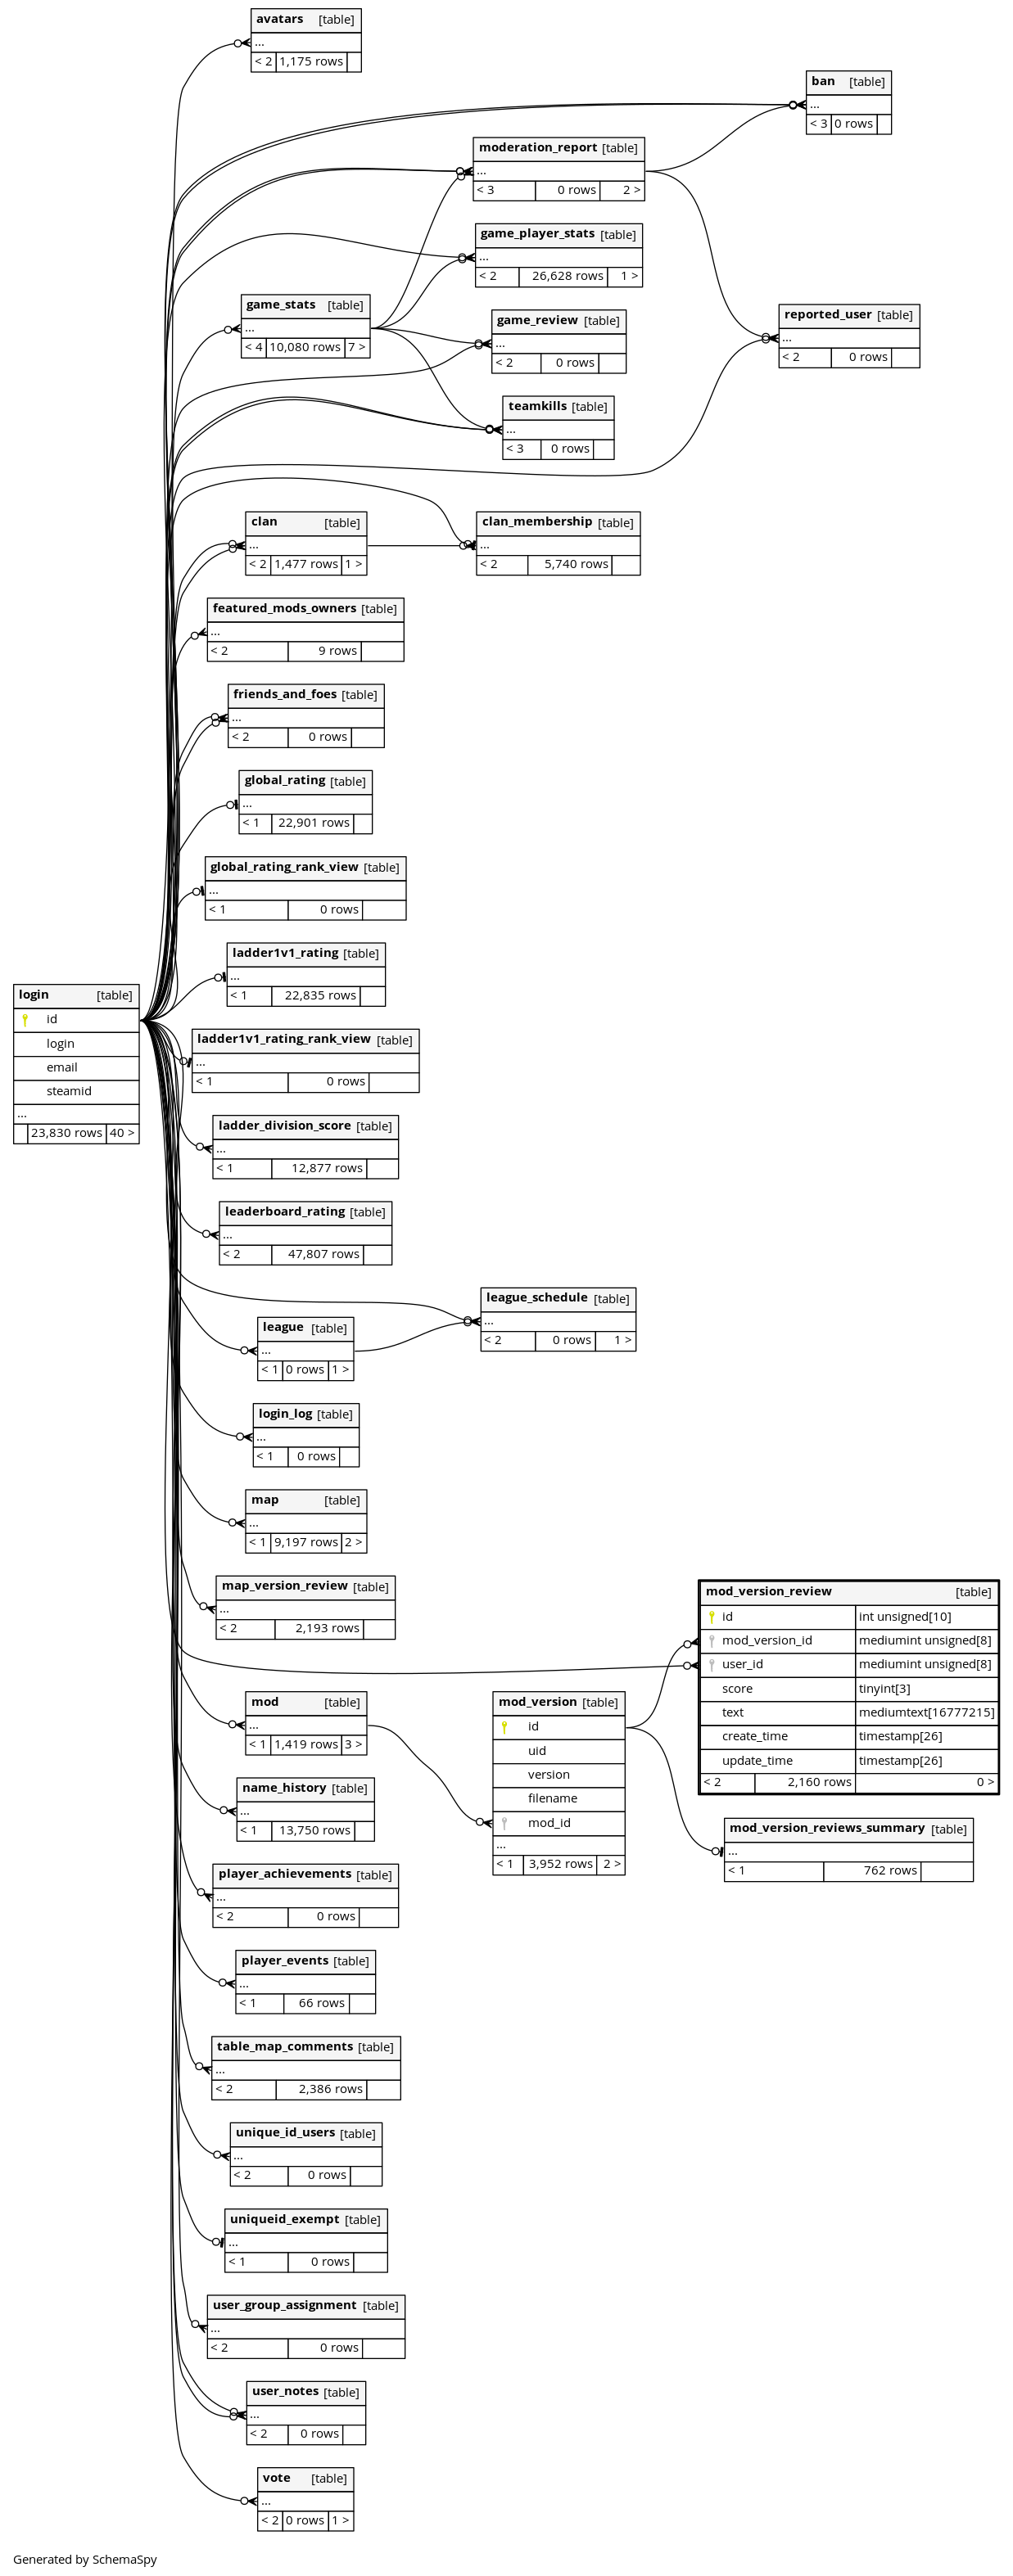 avatars [table]
...
< 2 1,175 rows
ban [table]
...
< 3 0 rows
moderation_report [table]
...
< 3 0 rows 2 >
game_player_stats [table]
...
< 2 26,628 rows 1 >
game_stats [table]
...
< 4 10,080 rows 7 >
game_review [table]
...
< 2 0 rows
reported_user [table]
...
< 2 0 rows
teamkills [table]
...
< 3 0 rows
clan [table]
...
< 2 1,477 rows 1 >
clan_membership [table]
...
< 2 5,740 rows
featured_mods_owners [table]
...
< 2 9 rows
friends_and_foes [table]
...
< 2 0 rows
global_rating [table]
...
< 1 22,901 rows
global_rating_rank_view [table]
...
< 1 0 rows
ladder1v1_rating [table]
...
< 1 22,835 rows
login [table]
id
login
email
steamid
...
23,830 rows 40 >
ladder1v1_rating_rank_view [table]
...
< 1 0 rows
ladder_division_score [table]
...
< 1 12,877 rows
leaderboard_rating [table]
...
< 2 47,807 rows
league_schedule [table]
...
< 2 0 rows 1 >
league [table]
...
< 1 0 rows 1 >
login_log [table]
...
< 1 0 rows
map [table]
...
< 1 9,197 rows 2 >
map_version_review [table]
...
< 2 2,193 rows
mod_version_review [table]
id int unsigned[10]
mod_version_id mediumint unsigned[8]
user_id mediumint unsigned[8]
score tinyint[3]
text mediumtext[16777215]
create_time timestamp[26]
update_time timestamp[26]
< 2 2,160 rows 0 >
mod [table]
...
< 1 1,419 rows 3 >
mod_version [table]
id
uid
version
filename
mod_id
...
< 1 3,952 rows 2 >
name_history [table]
...
< 1 13,750 rows
mod_version_reviews_summary [table]
...
< 1 762 rows
player_achievements [table]
...
< 2 0 rows
player_events [table]
...
< 1 66 rows
table_map_comments [table]
...
< 2 2,386 rows
unique_id_users [table]
...
< 2 0 rows
uniqueid_exempt [table]
...
< 1 0 rows
user_group_assignment [table]
...
< 2 0 rows
user_notes [table]
...
< 2 0 rows
vote [table]
...
< 2 0 rows 1 >
Generated by SchemaSpy